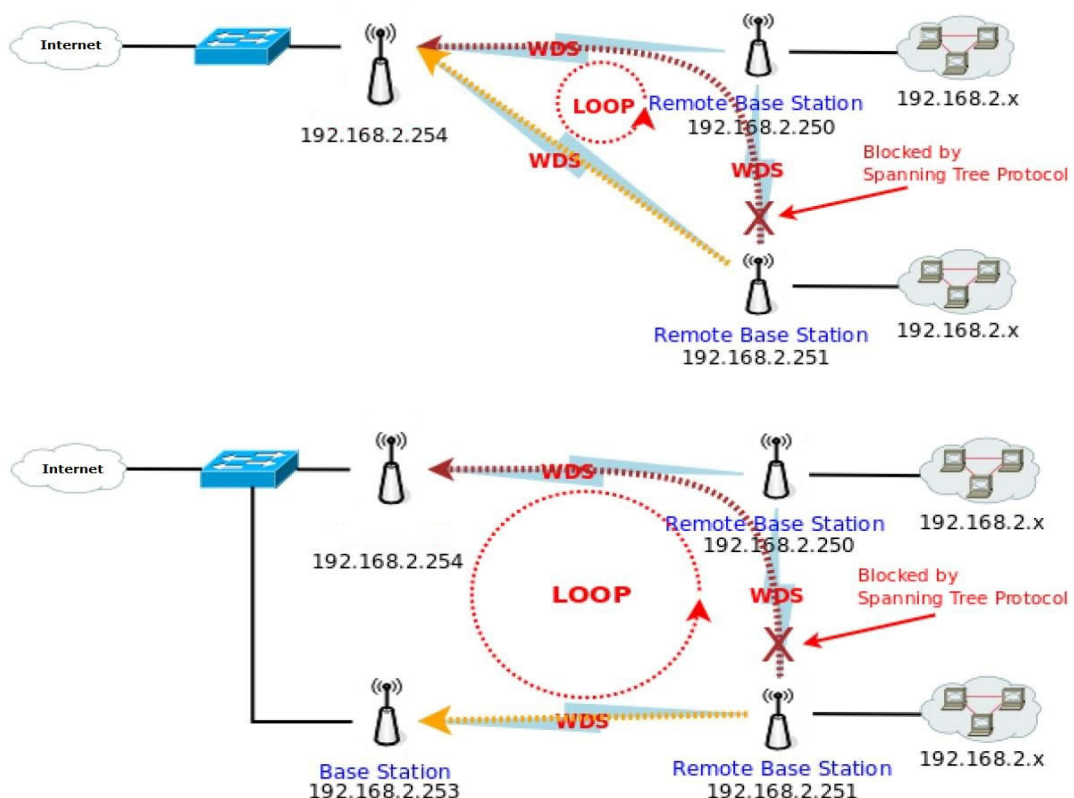 Internet
WDS
LOOP
Remote Base Station
192.168.2.250
192.168.2.x
192.168.2.254
WDS
WDS
Blocked by
Spanning Tree Protocol
X
192.168.2.x
Remote Base Station
192.168.2.251
Internet
WDS
Remote Base Station
192.168.2.250
192.168.2.x
192.168.2.254
LOOP
WDS
Blocked by
Spanning Tree Protocol
X
WDS
192.168.2.x
Base Station
192.168.2.253
Remote Base Station
192.168.2.251